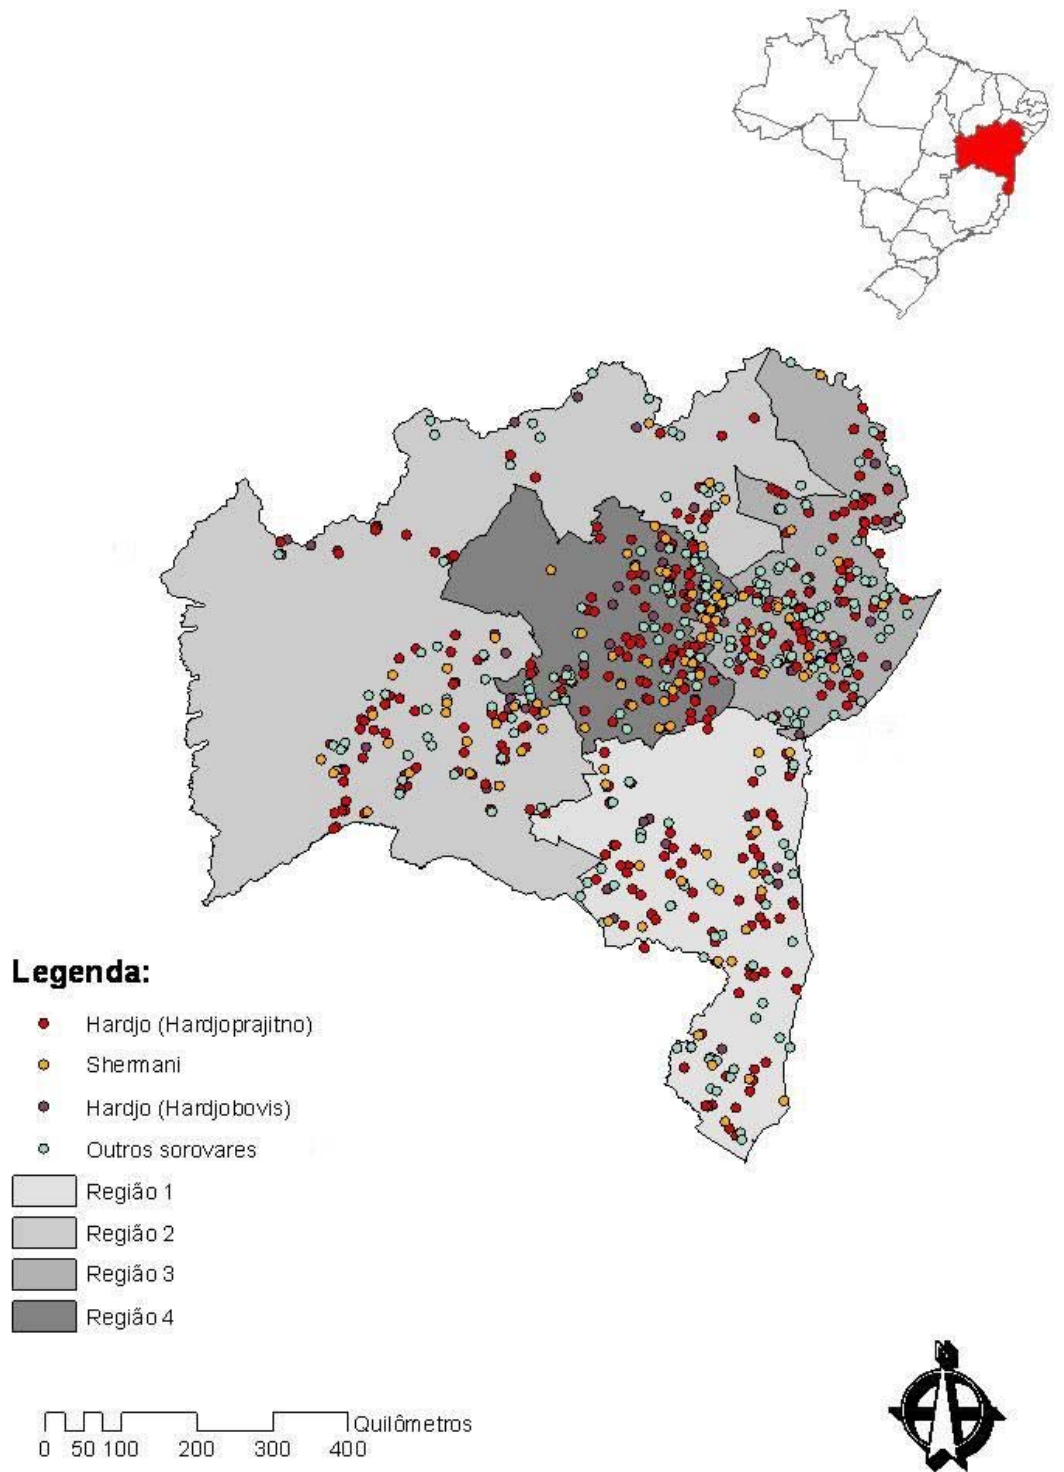 Legenda:
Hardjo (Hardjoprajitno)
Shermani
Hardjo (Hardjobovis)
Outros sorovares
Região 1
Região 2
Região 3
Região 4
Quilômetros
0 50 100 200 300 400